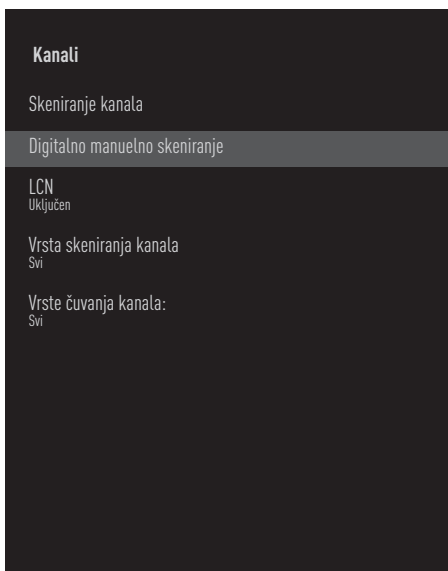 Kanali
Skeniranje kanala
Digitalno manuelno skeniranje
LCN
Uključen
Vrsta skeniranja kanala
Svi
Vrste čuvanja kanala:
Svi